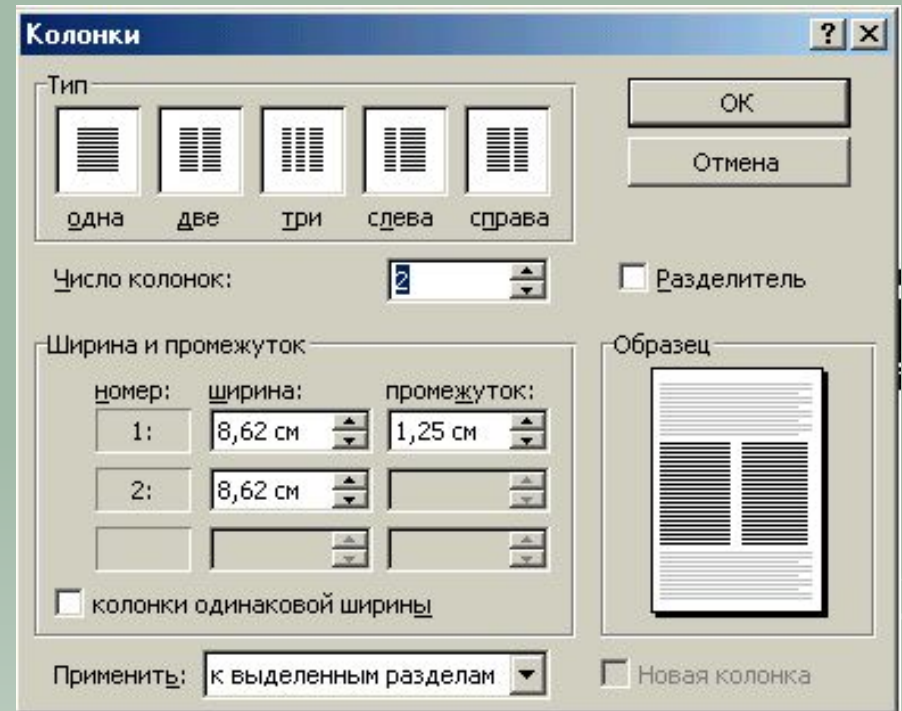 Колонки
Тип
ОК
Отмена
одна две три слева справа
Число колонок: 2
Разделитель
Ширина и промежуток
Образец
номер: ширина: промежуток:
1: 8,62 см 1,25 см
2: 8,62 см
колонки одинаковой ширины
Применить: к выделенным разделам
Новая колонка